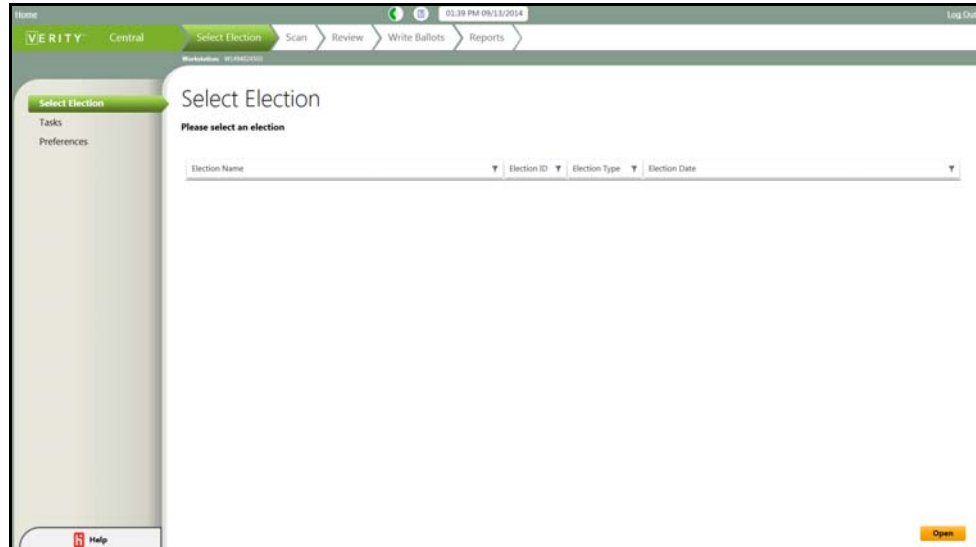 Home 01:39 PM 09/13/2014 Log Out
VERITY Central Select Election Scan Review Write Ballots Reports
Workstation:
Select Election
Tasks
Preferences
Select Election
Please select an election
Election Name Election ID Election Type Election Date
Help
Open